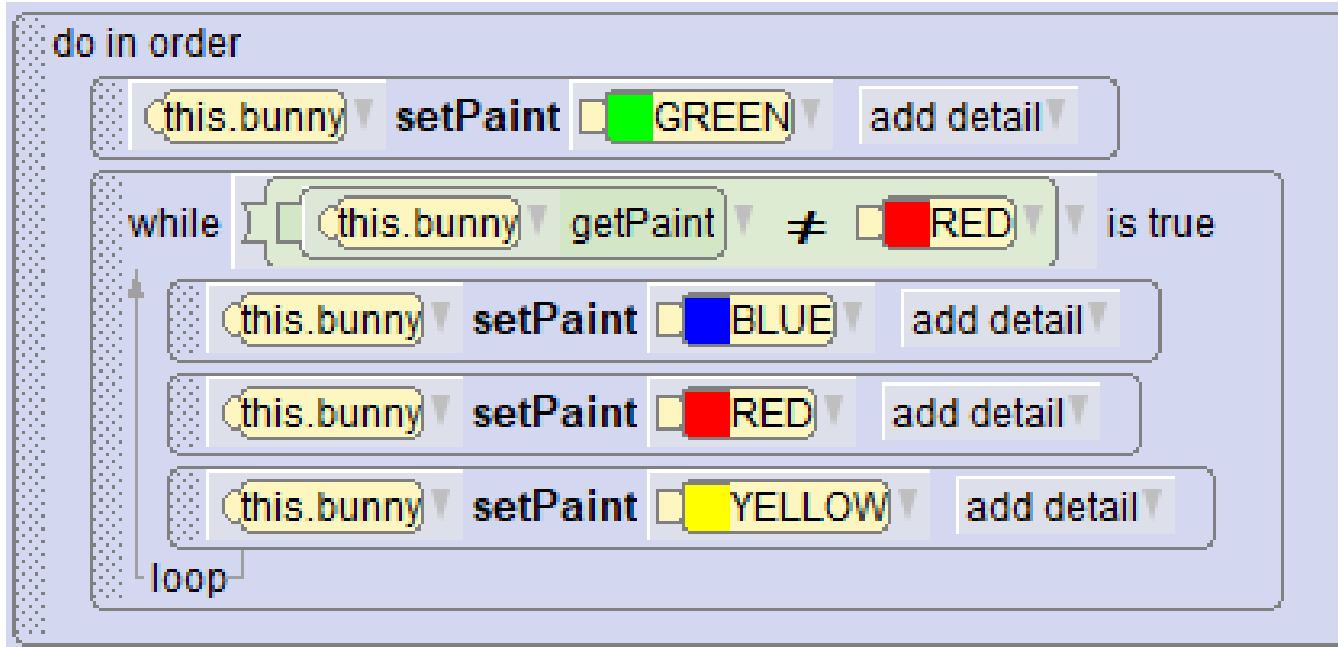 do in order
this.bunny setPaint GREEN add detail
while this.bunny getPaint ≠ RED is true
this.bunny setPaint BLUE add detail
this.bunny setPaint RED add detail
this.bunny setPaint YELLOW add detail
loop